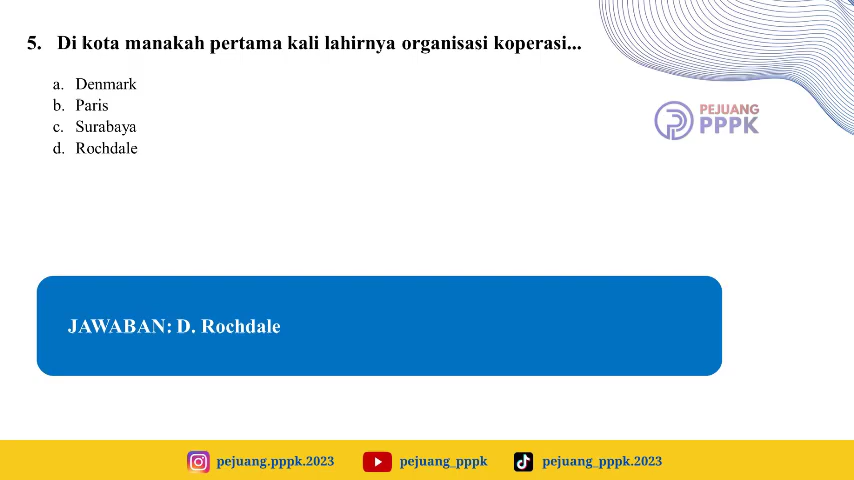 5. Di kota manakah pertama kali lahirnya organisasi koperasi...
a. Denmark
b. Paris
c. Surabaya
d. Rochdale
PEJUANG
PPPK
JAWABAN: D. Rochdale
pejuang.pppk.2023 pejuang_pppk pejuang_pppk.2023